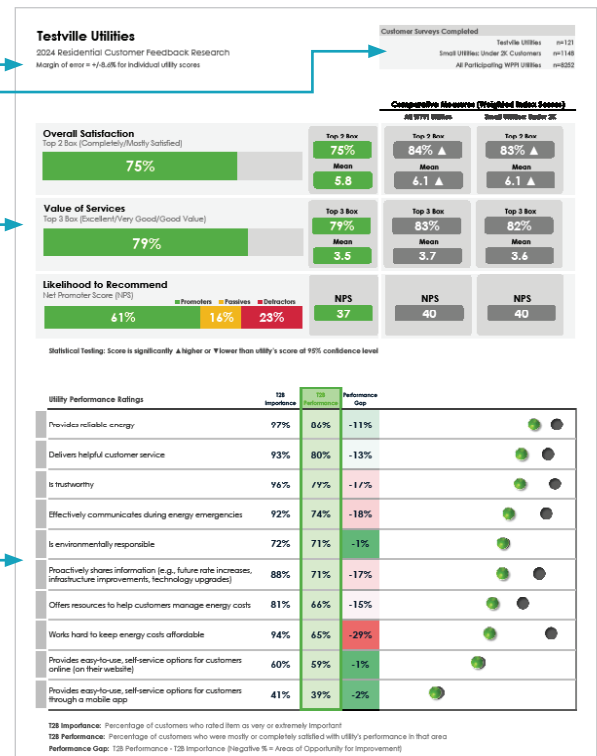 Testville Utilities
2024 Residential Customer Feedback Research
Margin of error = +/-8.6% for individual utility scores
Customer Surveys Completed
Testville Utilities n=121
Small Utilities: Under 2K Customers n=1148
All Participating WPPI Utilities n=8252
Comparative Measures (Weighted Index Scores)
All WPPI Utilities Small Utilities: Under 2K
Overall Satisfaction
Top 2 Box (Completely/Mostly Satisfied)
75%
Top 2 Box Top 2 Box Top 2 Box
75% 84% ▲ 83% ▲
Mean Mean Mean
5.8 6.1 ▲ 6.1 ▲
Value of Services
Top 3 Box (Excellent/Very Good/Good Value)
79%
Top 3 Box Top 3 Box Top 3 Box
79% 83% 82%
Mean Mean Mean
3.5 3.7 3.6
Likelihood to Recommend
Net Promoter Score (NPS)
Promoters Passives Detractors
61% 16% 23%
NPS NPS NPS
37 40 40
Statistical Testing: Score is significantly ▲higher or ▼lower than utility's score at 95% confidence level
Utility Performance Ratings T2B Importance T2B Performance Performance Gap
Provides reliable energy 97% 86% -11%
Delivers helpful customer service 93% 80% -13%
Is trustworthy 96% 79% -17%
Effectively communicates during energy emergencies 92% 74% -18%
Is environmentally responsible 72% 71% -1%
Proactively shares information (e.g., future rate increases,
infrastructure improvements, technology upgrades) 88% 71% -17%
Offers resources to help customers manage energy costs 81% 66% -15%
Works hard to keep energy costs affordable 94% 65% -29%
Provides easy-to-use, self-service options for customers
online (on their website) 60% 59% -1%
Provides easy-to-use, self-service options for customers
through a mobile app 41% 39% -2%
T2B Importance: Percentage of customers who rated item as very or extremely important
T2B Performance: Percentage of customers who were mostly or completely satisfied with utility's performance in that area
Performance Gap: T2B Performance - T2B Importance (Negative % = Areas of Opportunity for Improvement)